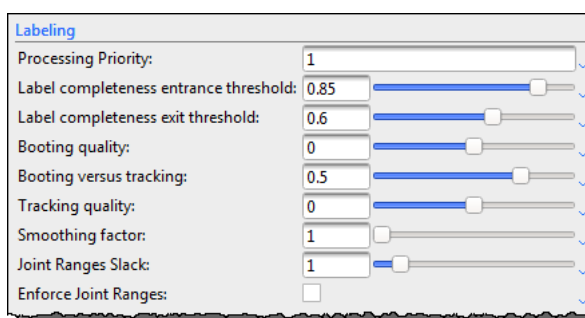 Labeling
Processing Priority: 1
Label completeness entrance threshold: 0.85
Label completeness exit threshold: 0.6
Booting quality: 0
Booting versus tracking: 0.5
Tracking quality: 0
Smoothing factor: 1
Joint Ranges Slack: 1
Enforce Joint Ranges: